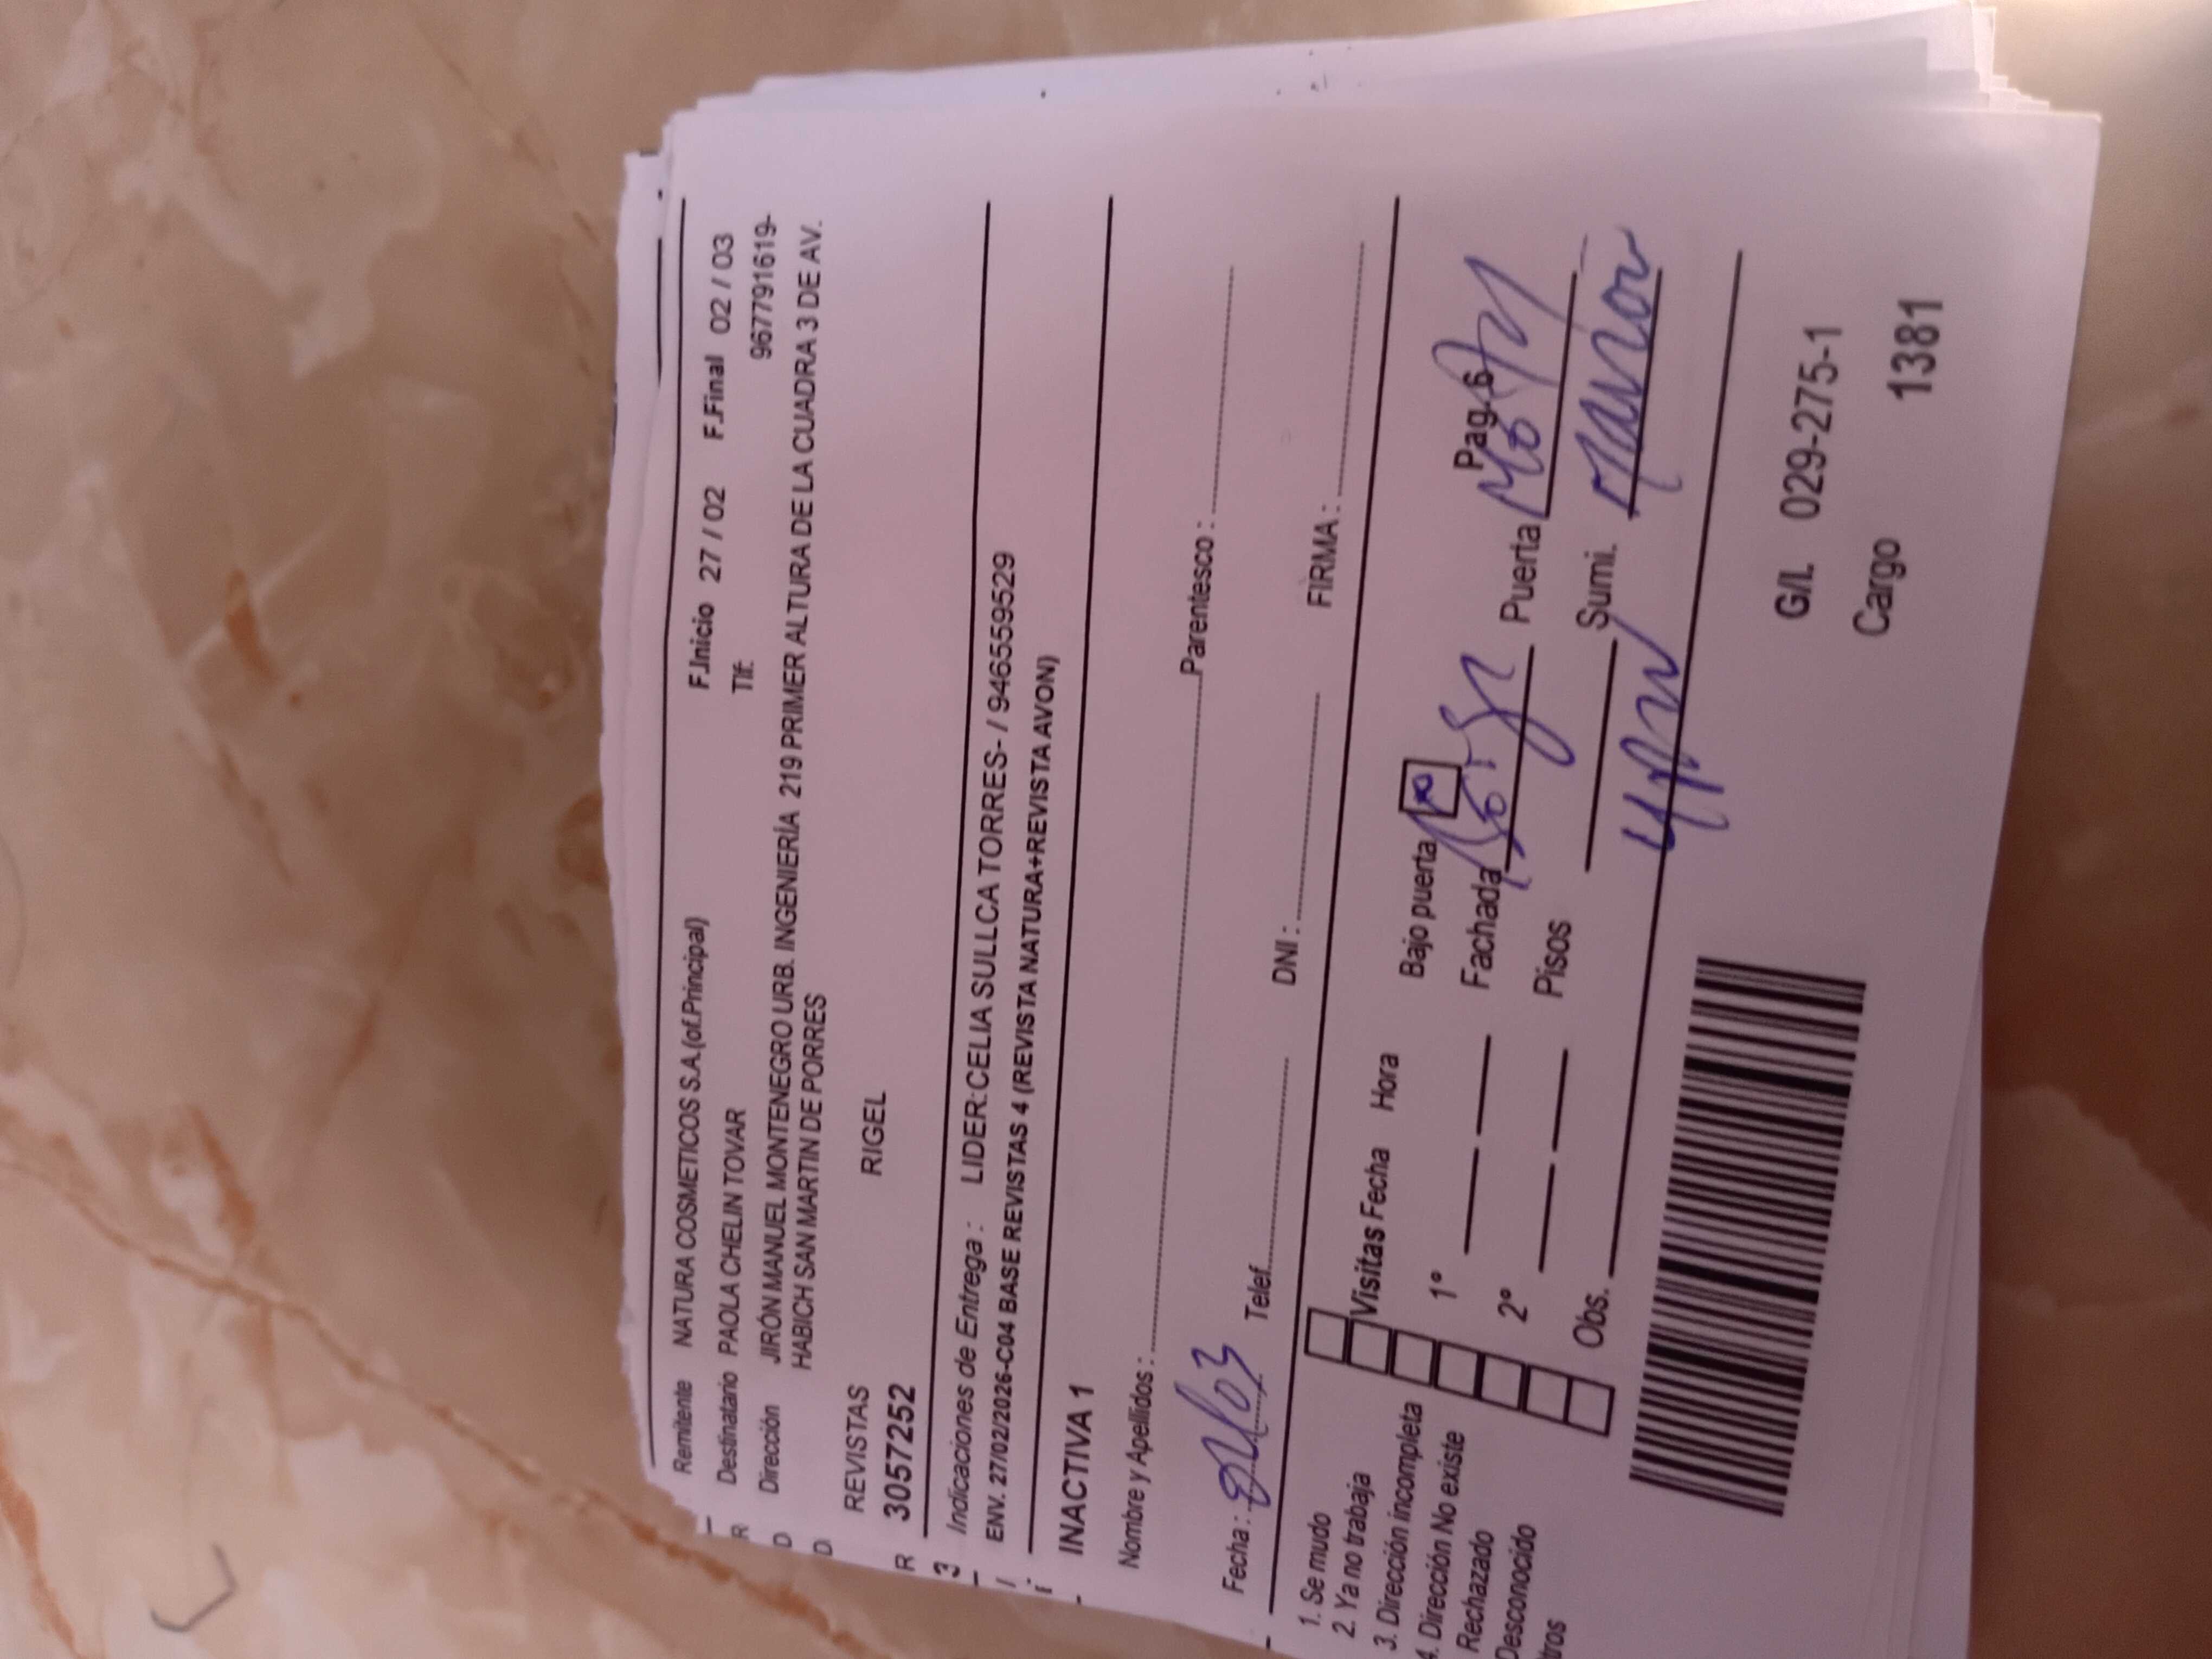 Remitente NATURA COSMETICOS S.A.(of.Principal) F.Inicio 27 / 02 F.Final 02 / 03
Destinatario PAOLA CHELIN TOVAR Tlf: 967791619-
Dirección JIRÓN MANUEL MONTENEGRO URB. INGENIERÍA 219 PRIMER ALTURA DE LA CUADRA 3 DE AV.
HABICH SAN MARTIN DE PORRES
REVISTAS RIGEL
3057252
Indicaciones de Entrega : LIDER:CELIA SULLCA TORRES- / 946559529
ENV. 27/02/2026-C04 BASE REVISTAS 4 (REVISTA NATURA+REVISTA AVON)
INACTIVA 1
Nombre y Apellidos : Parentesco :
Fecha : Telef. DNI : FIRMA :
1. Se mudo
2. Ya no trabaja
3. Dirección incompleta
4. Dirección No existe
Rechazado
Desconocido
tros
Visitas Fecha Hora Bajo puerta Pag-6
1° Fachada Puerta
2° Pisos Sumi.
Obs.
G/L 029-275-1
Cargo 1381